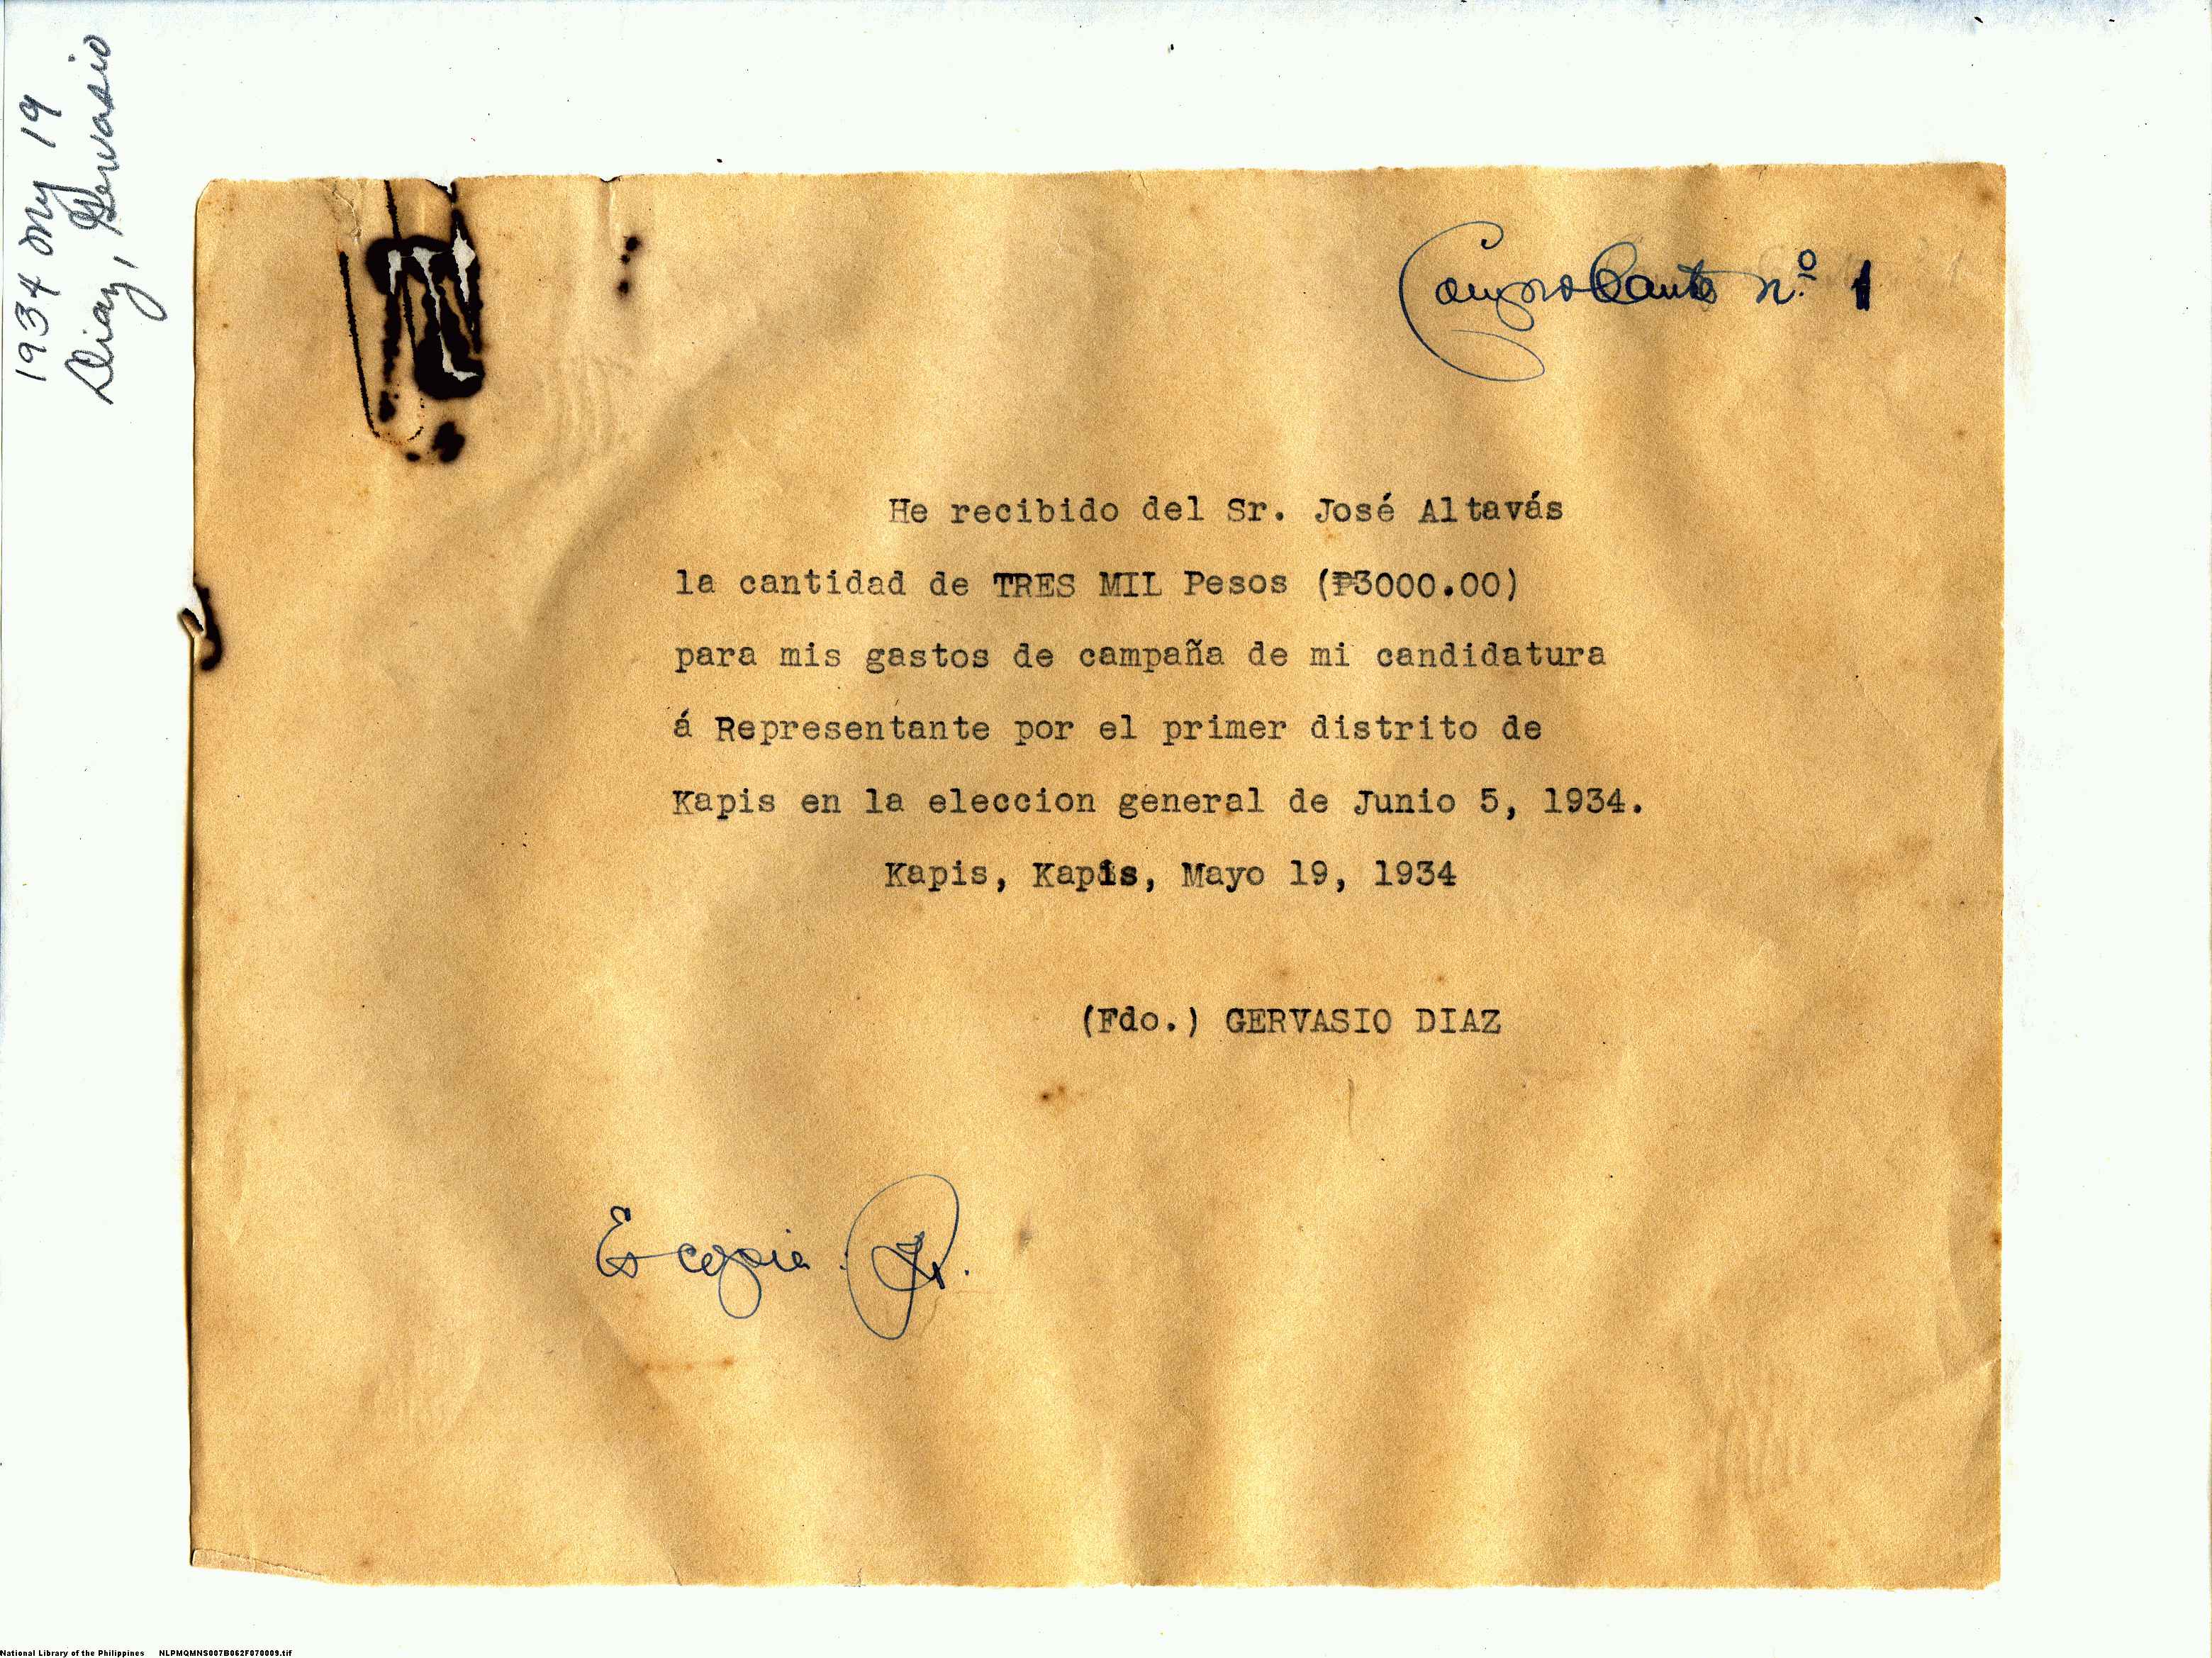 1934 My 19
Diaz, Gervasio
Comprobante nº 1
He recibido del Sr. José Altavás
la cantidad de TRES MIL Pesos (₱3000.00)
para mis gastos de campaña de mi candidatura
á Representante por el primer distrito de
Kapis en la eleccion general de Junio 5, 1934.
Kapis, Kapis, Mayo 19, 1934
(Fdo.) GERVASIO DIAZ
Es copia
National Library of the Philippines NLPMQMNS007B062F070009.tif